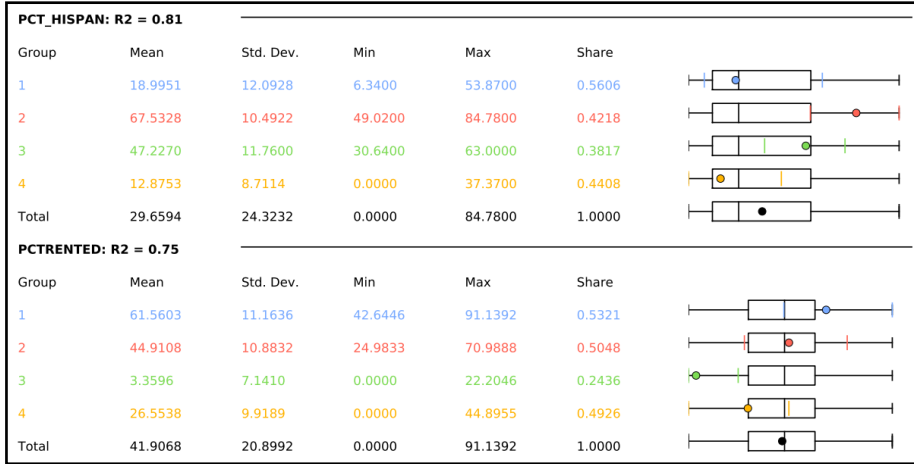 PCT_HISPAN: R2 = 0.81
Group Mean Std. Dev. Min Max Share
1 18.9951 12.0928 6.3400 53.8700 0.5606
2 67.5328 10.4922 49.0200 84.7800 0.4218
3 47.2270 11.7600 30.6400 63.0000 0.3817
4 12.8753 8.7114 0.0000 37.3700 0.4408
Total 29.6594 24.3232 0.0000 84.7800 1.0000
PCTRENTED: R2 = 0.75
Group Mean Std. Dev. Min Max Share
1 61.5603 11.1636 42.6446 91.1392 0.5321
2 44.9108 10.8832 24.9833 70.9888 0.5048
3 3.3596 7.1410 0.0000 22.2046 0.2436
4 26.5538 9.9189 0.0000 44.8955 0.4926
Total 41.9068 20.8992 0.0000 91.1392 1.0000